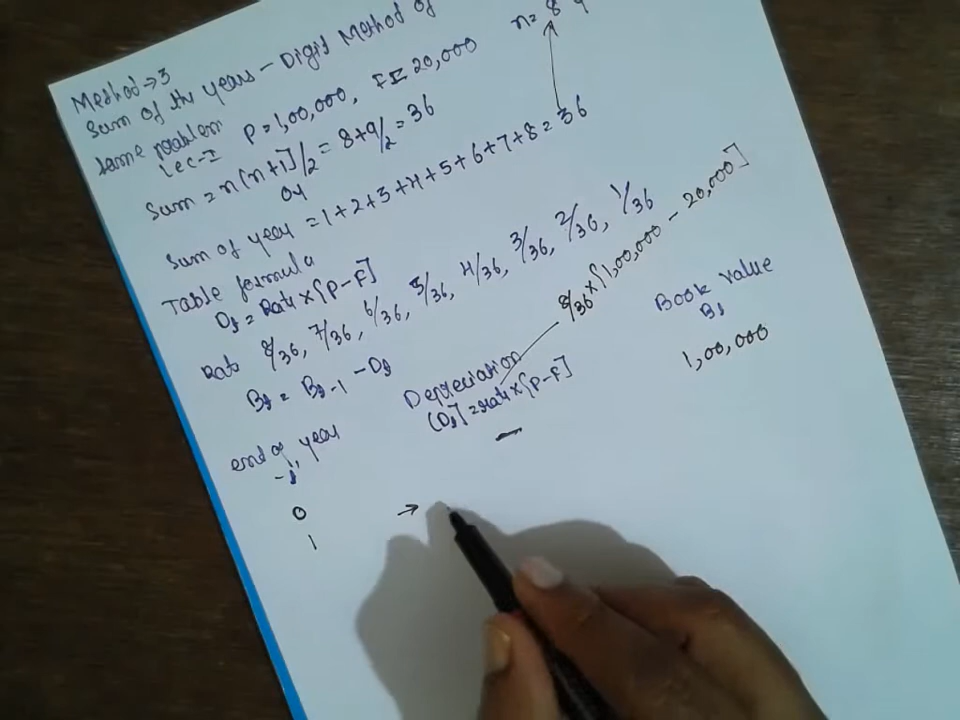 Method → 3
Sum of the years - Digit Method of
Same problem
Lec-I P = 1,00,000, F = 20,000 n = 8 y
Sum = n[n+1]/2 = 8+9/2 = 36
Or
Sum of year = 1+2+3+4+5+6+7+8 = 36
Table formula
Dt = Rate × [P-F]
Rate 8/36, 7/36, 6/36, 5/36, 4/36, 3/36, 2/36, 1/36
Bt = Bt-1 - Dt
8/36 × [1,00,000 - 20,000]
end of year
t
Depreciation
(Dt) = rate × [P-F]
Book value
Bt
0 — 1,00,000
1 →